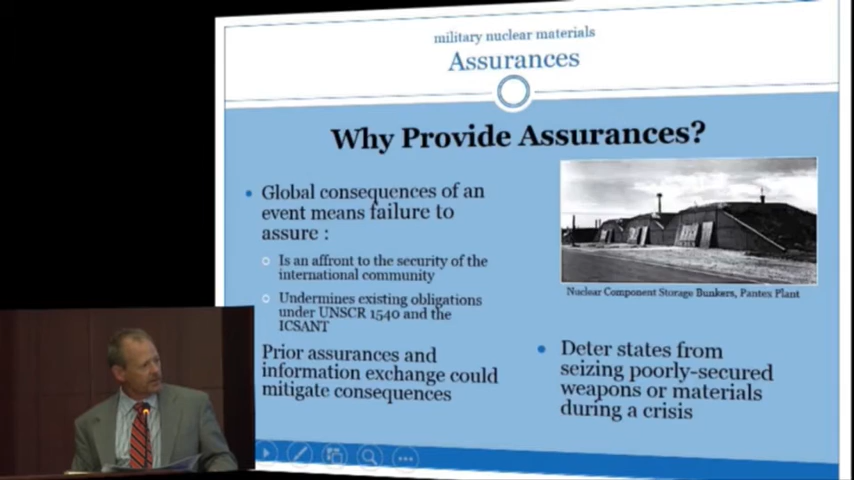 military nuclear materials
Assurances
Why Provide Assurances?
• Global consequences of an
event means failure to
assure :
o Is an affront to the security of the
international community
o Undermines existing obligations
under UNSCR 1540 and the
ICSANT
Prior assurances and
information exchange could
mitigate consequences
Nuclear Component Storage Bunkers, Pantex Plant
• Deter states from
seizing poorly-secured
weapons or materials
during a crisis